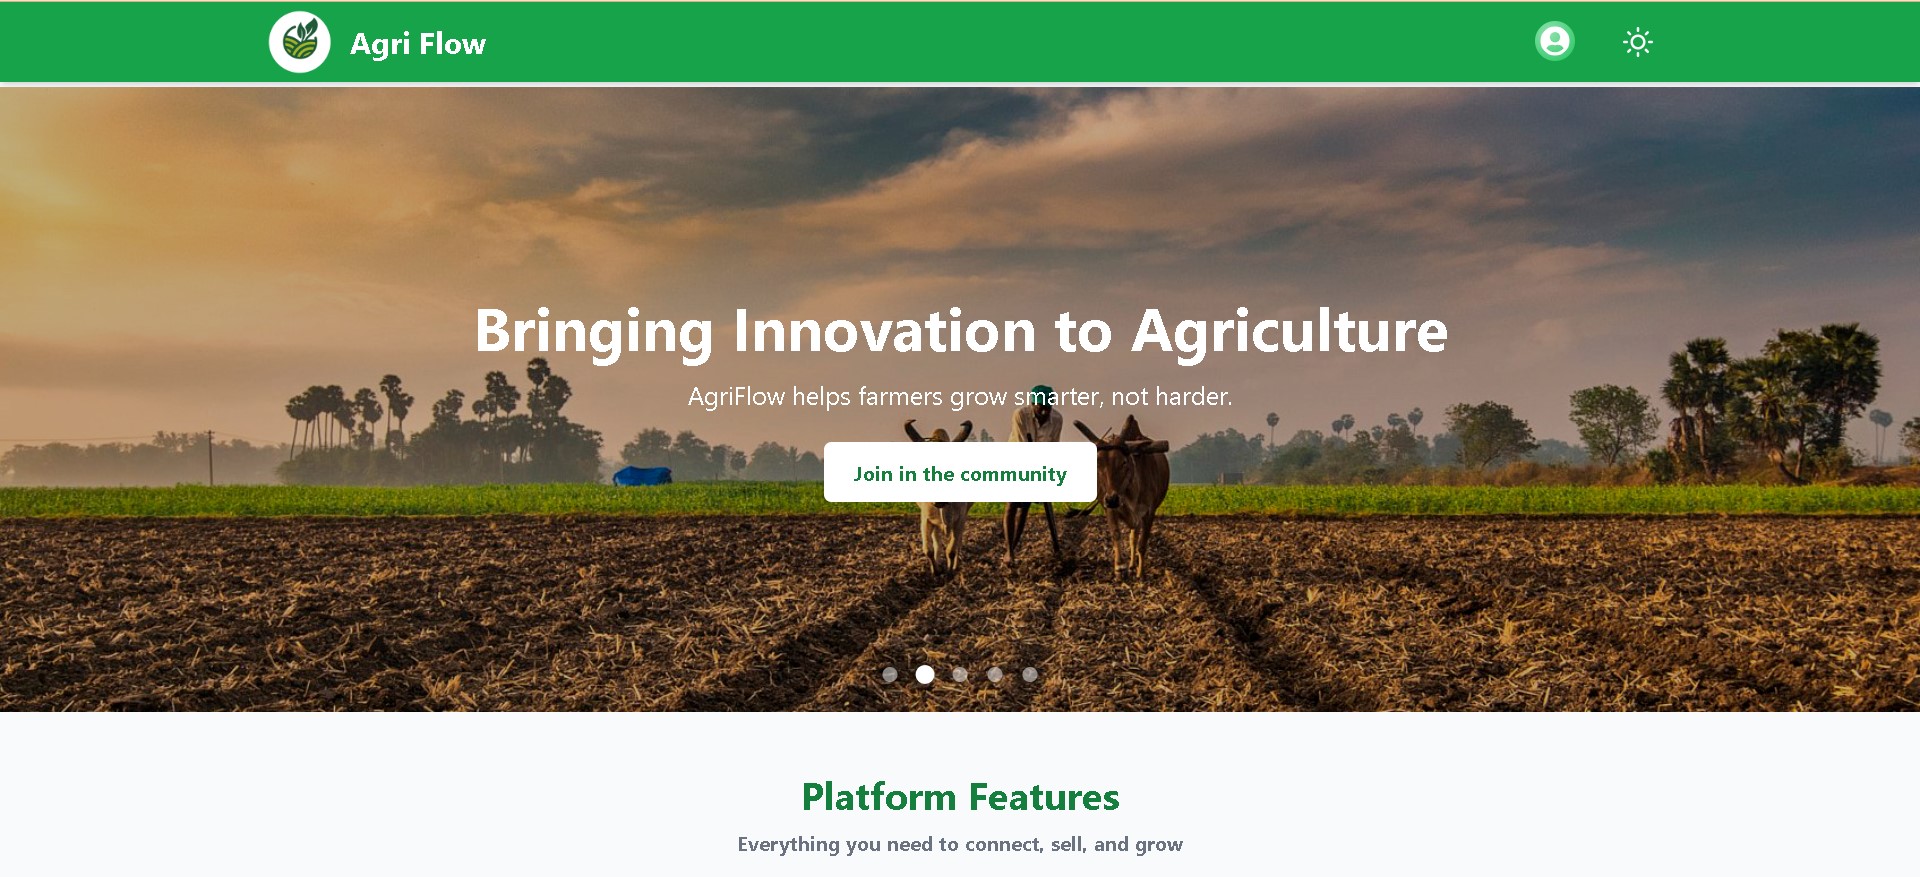 Agri Flow
Bringing Innovation to Agriculture
AgriFlow helps farmers grow smarter, not harder.
Join in the community
Platform Features
Everything you need to connect, sell, and grow